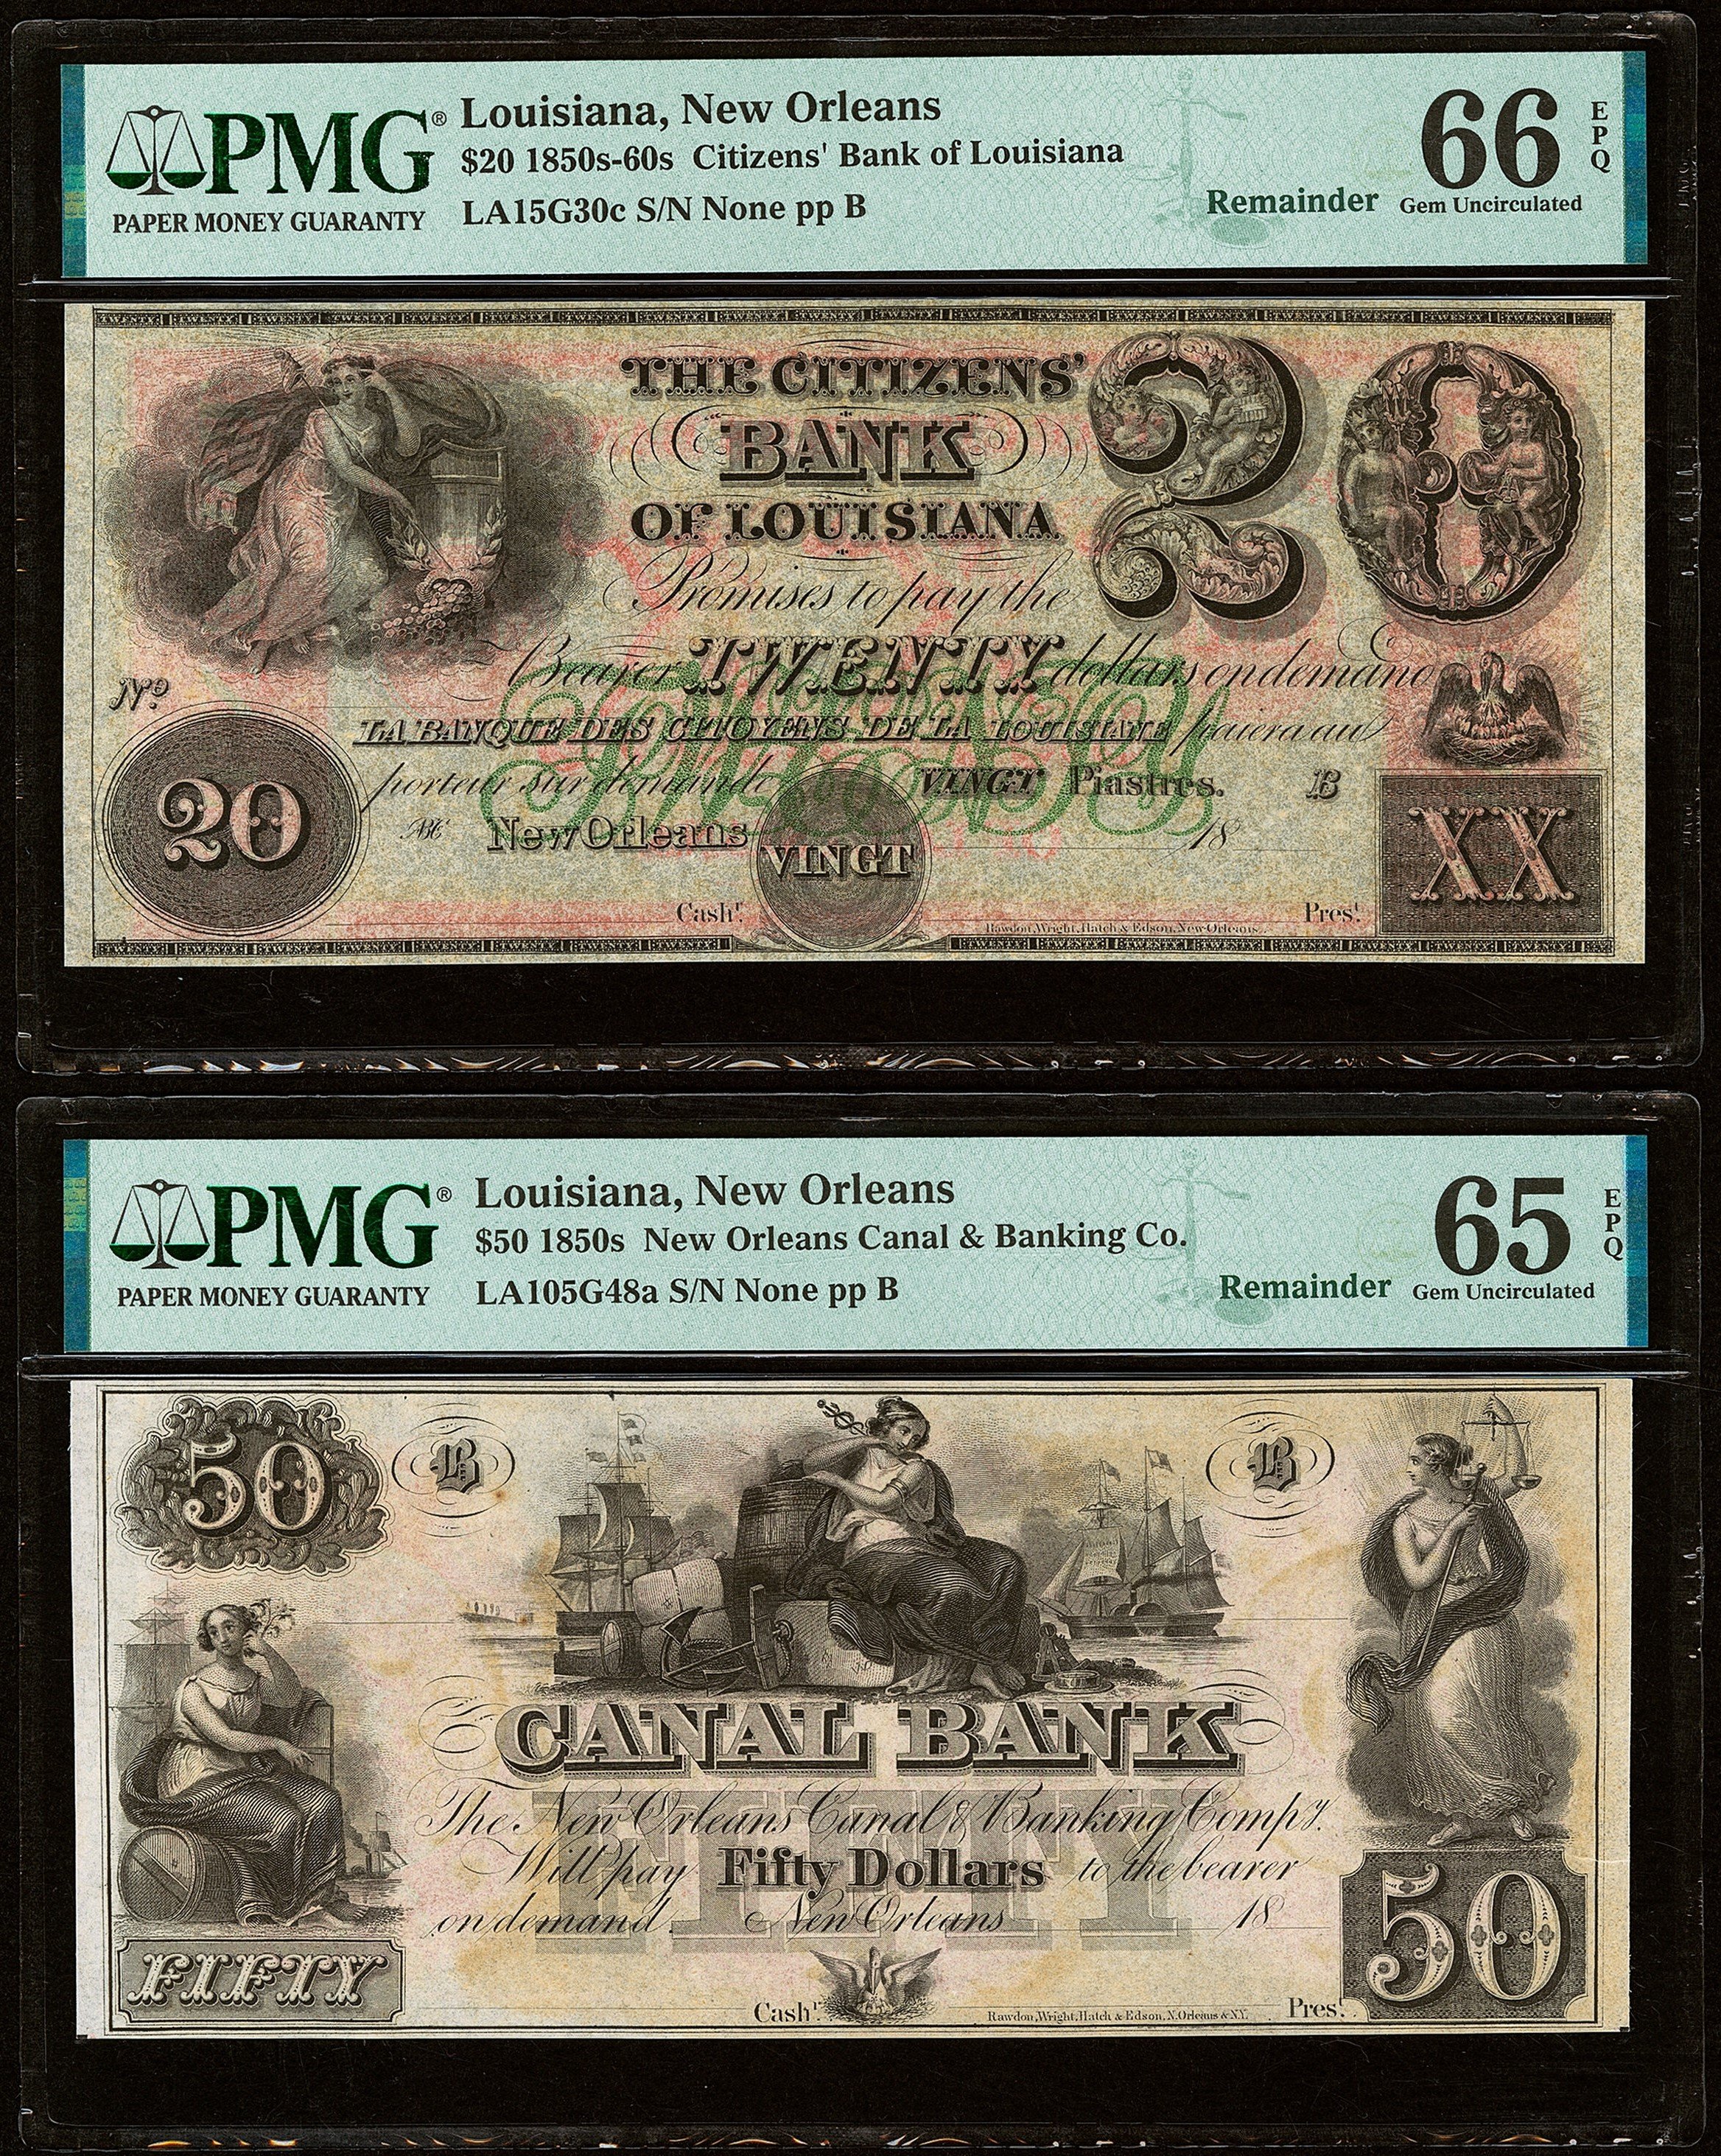 PMG®
PAPER MONEY GUARANTY
Louisiana, New Orleans
$20 1850s-60s Citizens' Bank of Louisiana
LA15G30c S/N None pp B
Remainder
66
EPQ
Gem Uncirculated
THE CITIZENS'
BANK
OF LOUISIANA
20
Promises to pay the
Bearer TWENTY dollars on demand
TWENTY
No.
LA BANQUE DES CITOYENS DE LA LOUISIANE paiera au
porteur sur demande VINGT Piastres. B
20
New Orleans
VINGT
18
XX
Cashr.
Rawdon, Wright, Hatch & Edson, New-Orleans.
Prest.
PMG®
PAPER MONEY GUARANTY
Louisiana, New Orleans
$50 1850s New Orleans Canal & Banking Co.
LA105G48a S/N None pp B
Remainder
65
EPQ
Gem Uncirculated
50
B
B
CANAL BANK
The New Orleans Canal & Banking Compy.
Will pay Fifty Dollars to the bearer
on demand New Orleans 18
FIFTY
FIFTY
50
Cashr.
Rawdon, Wright, Hatch & Edson, N. Orleans & N.Y.
Prest.